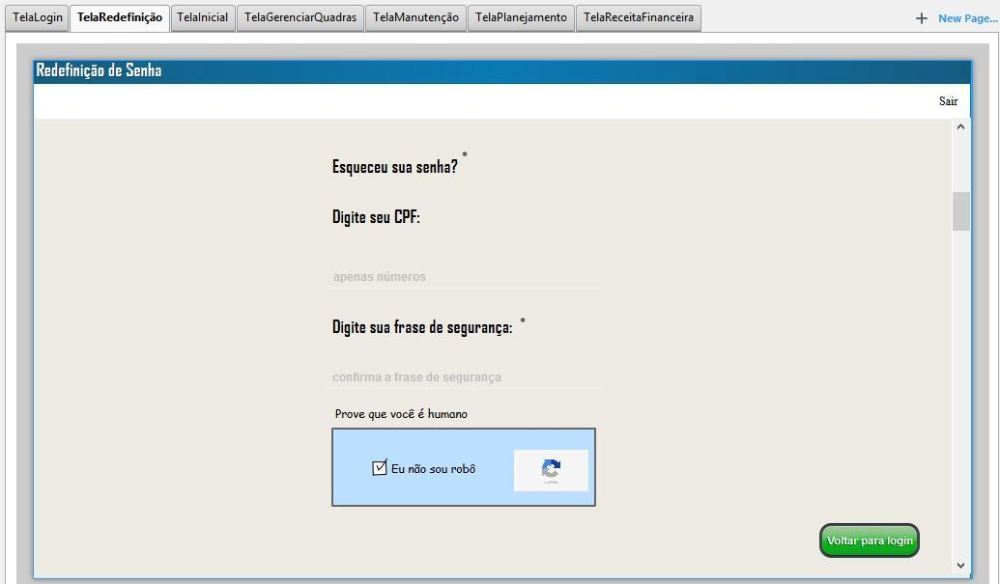 TelaLogin TelaRedefinição TelaInicial TelaGerenciarQuadras TelaManutenção TelaPlanejamento TelaReceitaFinanceira + New Page...
Redefinição de Senha
Sair
Esqueceu sua senha? *
Digite seu CPF:
apenas números
Digite sua frase de segurança: *
confirma a frase de segurança
Prove que você é humano
Eu não sou robô
Voltar para login